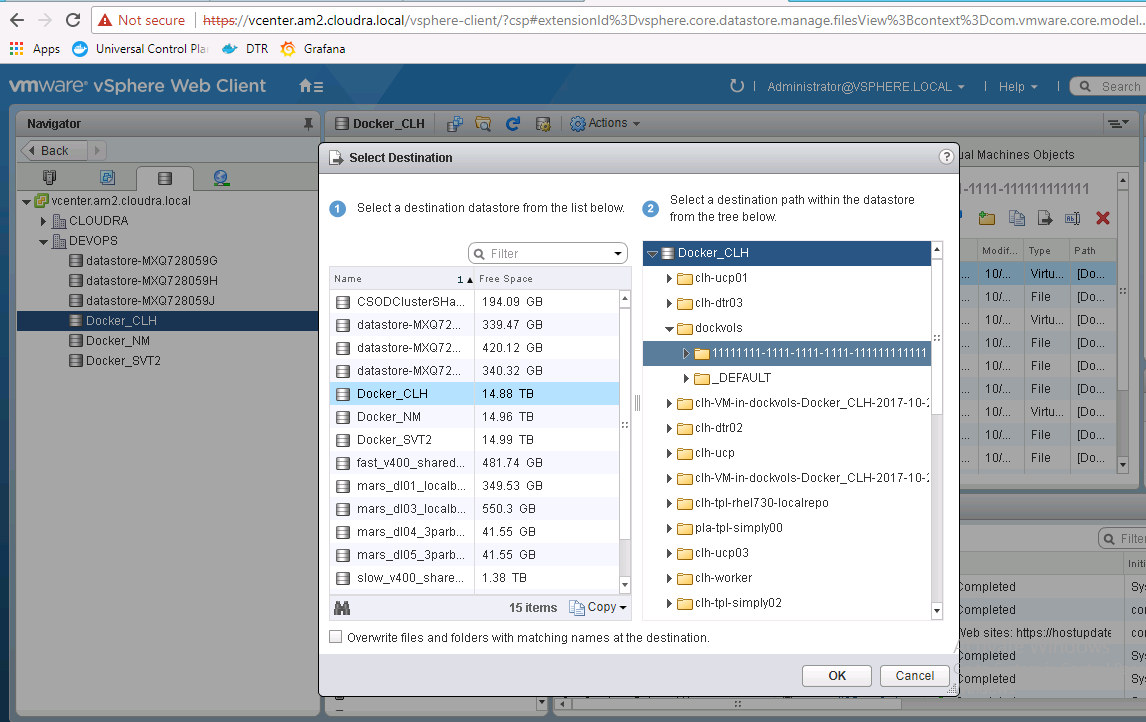 Not secure | https://vcenter.am2.cloudra.local/vsphere-client/?csp#extensionId%3Dvsphere.core.datastore.manage.filesView%3Bcontext%3Dcom.vmware.core.model...
Apps Universal Control Pla DTR Grafana
vmware® vSphere Web Client Administrator@VSPHERE.LOCAL Help Search
Navigator
Back
vcenter.am2.cloudra.local
CLOUDRA
DEVOPS
datastore-MXQ728059G
datastore-MXQ728059H
datastore-MXQ728059J
Docker_CLH
Docker_NM
Docker_SVT2
Docker_CLH Actions
ual Machines Objects
-1111-111111111111
Modif... Type Path
10/... Virtu... [Do...
10/... File [Do...
10/... Virtu... [Do...
10/... File [Do...
10/... File [Do...
10/... File [Do...
10/... Virtu... [Do...
10/... File [Do...
10/... File [Do...
Select Destination
1 Select a destination datastore from the list below.
Filter
Name 1 Free Space
CSODClusterSHa... 194.09 GB
datastore-MXQ72... 339.47 GB
datastore-MXQ72... 420.12 GB
datastore-MXQ72... 340.32 GB
Docker_CLH 14.88 TB
Docker_NM 14.96 TB
Docker_SVT2 14.99 TB
fast_v400_shared... 481.74 GB
mars_dl01_localb... 349.53 GB
mars_dl03_localb... 550.3 GB
mars_dl04_3parb... 41.55 GB
mars_dl05_3parb... 41.55 GB
slow_v400_share... 1.38 TB
15 items Copy
2 Select a destination path within the datastore
from the tree below.
Docker_CLH
clh-ucp01
clh-dtr03
dockvols
11111111-1111-1111-1111-111111111111
_DEFAULT
clh-VM-in-dockvols-Docker_CLH-2017-10-2
clh-dtr02
clh-ucp
clh-VM-in-dockvols-Docker_CLH-2017-10-2
clh-tpl-rhel730-localrepo
pla-tpl-simply00
clh-ucp03
clh-worker
clh-tpl-simply02
Overwrite files and folders with matching names at the destination.
OK Cancel
Filter
Initi
Completed Sys
Completed co
Web sites: https://hostupdate co
Completed Sys
Completed Sys